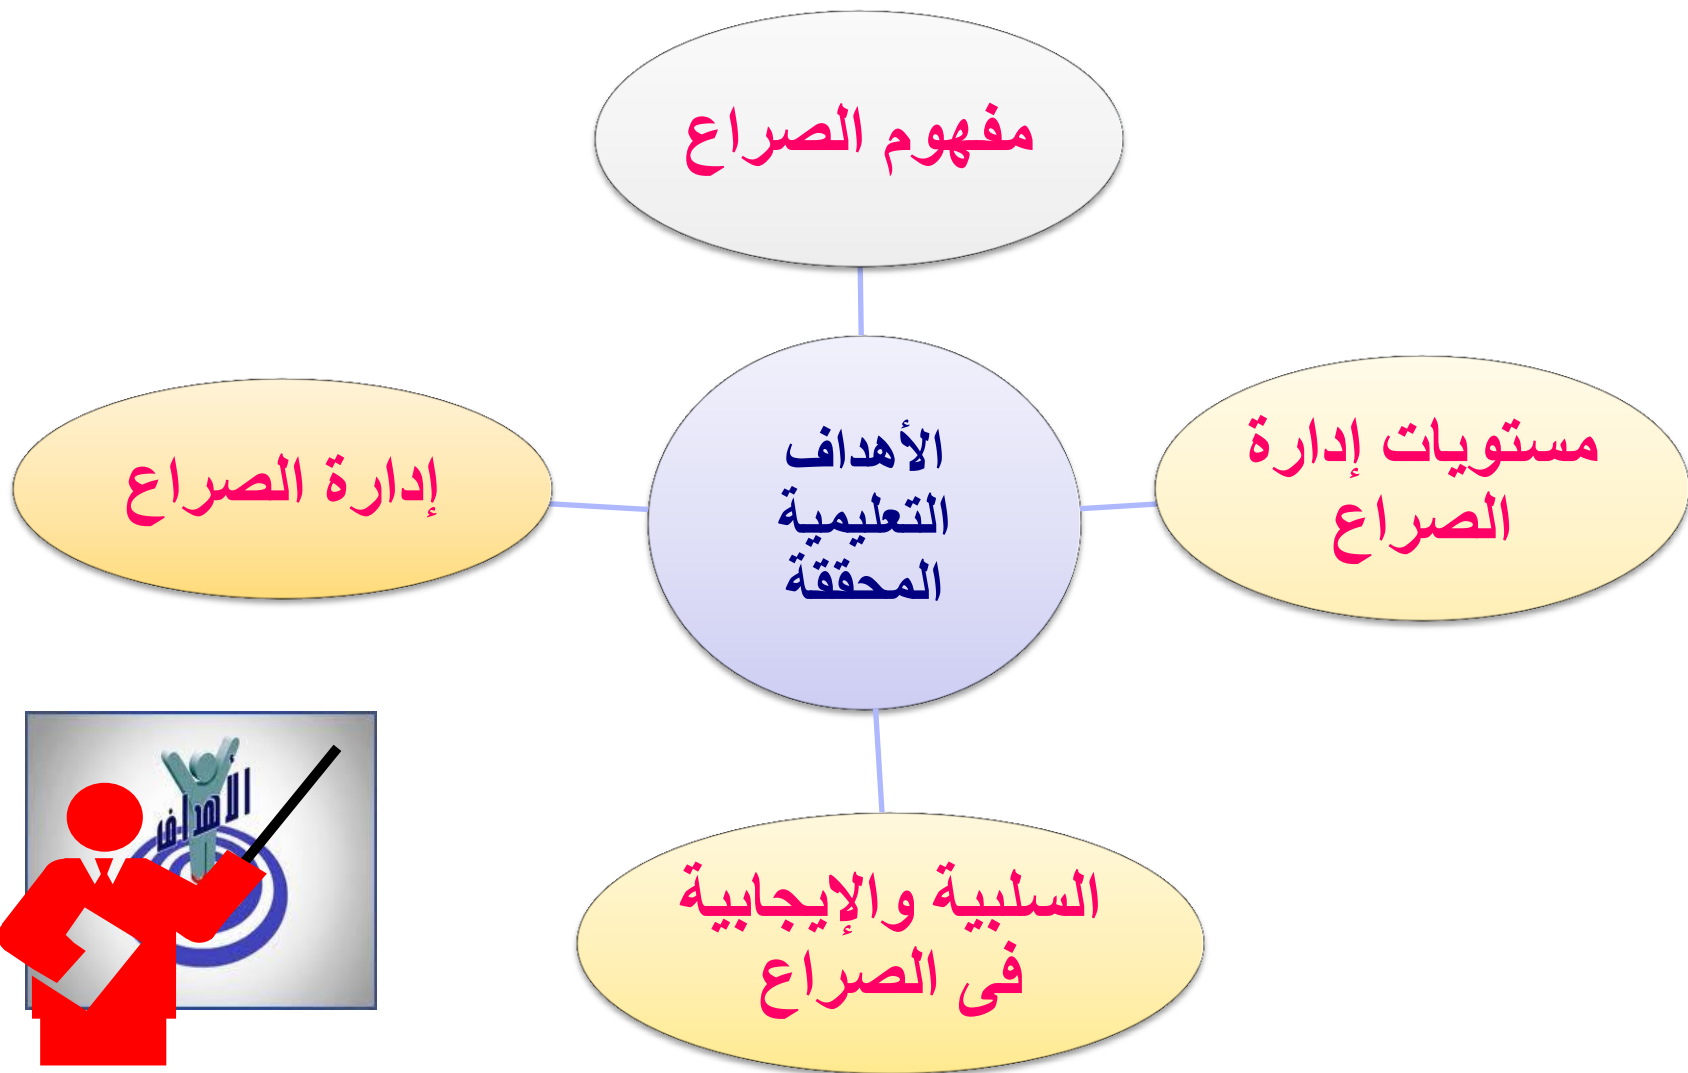 مفهوم الصراع
مستويات إدارة
الصراع
الأهداف
التعليمية
المحققة
إدارة الصراع
السلبية والإيجابية
فى الصراع
الأهداف